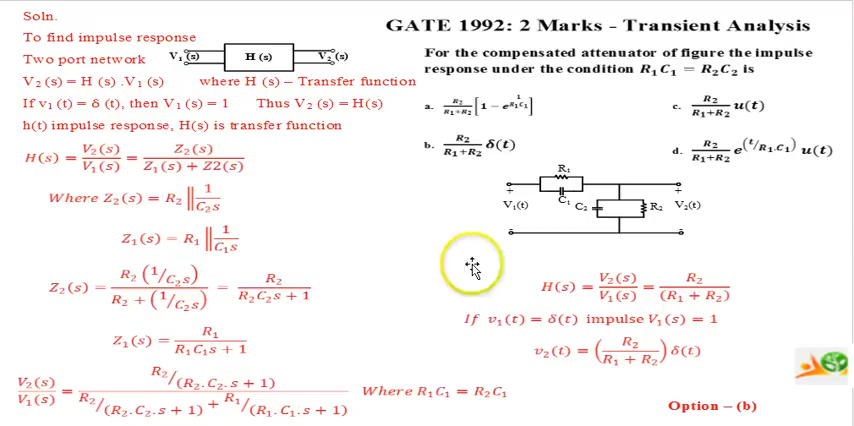 Soln.
To find impulse response
Two port network
V₁(s) H (s) V₂(s)
V₂ (s) = H (s) .V₁ (s) where H (s) – Transfer function
If v₁ (t) = δ (t), then V₁ (s) = 1 Thus V₂ (s) = H(s)
h(t) impulse response, H(s) is transfer function
H(s) = V₂(s)/V₁(s) = Z₂(s)/(Z₁(s) + Z2(s))
Where Z₂(s) = R₂ ‖ 1/C₂s
Z₁(s) = R₁ ‖ 1/C₁s
Z₂(s) = R₂ (1/C₂s) / (R₂ + (1/C₂s)) = R₂/(R₂C₂s + 1)
Z₁(s) = R₁/(R₁C₁s + 1)
V₂(s)/V₁(s) = (R₂/(R₂.C₂.s + 1)) / (R₂/(R₂.C₂.s + 1) + R₁/(R₁.C₁.s + 1)) Where R₁C₁ = R₂C₂
GATE 1992: 2 Marks - Transient Analysis
For the compensated attenuator of figure the impulse
response under the condition R₁C₁ = R₂C₂ is
a. R₂/(R₁+R₂) [1 − e^(1/(R₁C₁))]
c. R₂/(R₁+R₂) u(t)
b. R₂/(R₁+R₂) δ(t)
d. R₂/(R₁+R₂) e^(t/R₁.C₁) u(t)
R₁
+ +
V₁(t) C₁ C₂ R₂ V₂(t)
- -
H(s) = V₂(s)/V₁(s) = R₂/(R₁ + R₂)
If v₁(t) = δ(t) impulse V₁(s) = 1
v₂(t) = (R₂/(R₁ + R₂)) δ(t)
Option – (b)